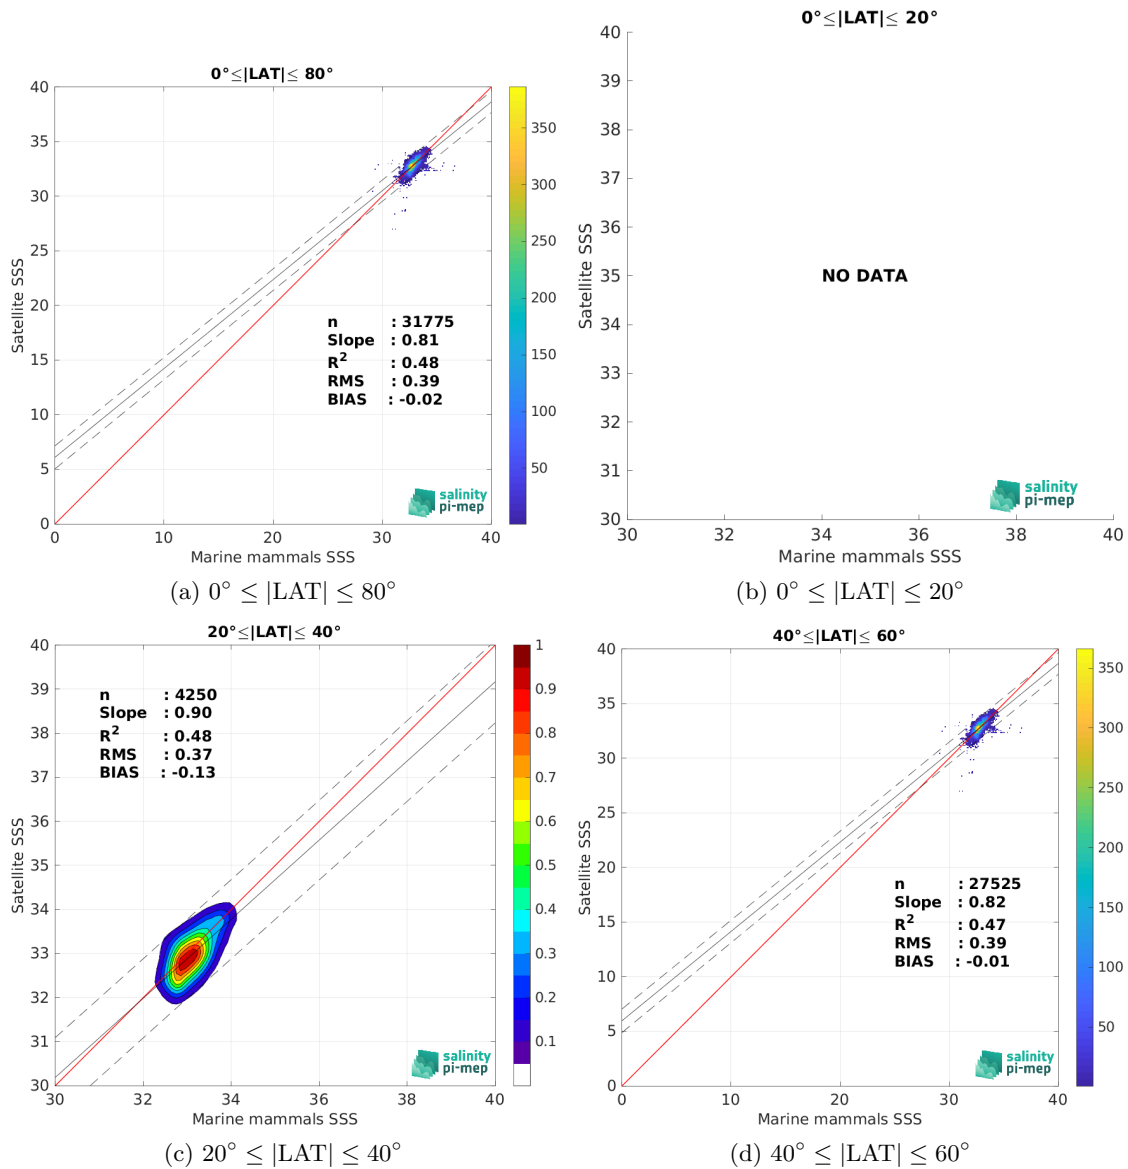 0°≤|LAT|≤ 80°
40
35
30
25
20
15
10
5
0
0
10
20
30
40
Satellite SSS
Marine mammals SSS
350
300
250
200
150
100
50
n : 31775
Slope : 0.81
R² : 0.48
RMS : 0.39
BIAS : -0.02
salinity
pi-mep
(a) 0° ≤ |LAT| ≤ 80°
0°≤|LAT|≤ 20°
40
39
38
37
36
35
34
33
32
31
30
30
32
34
36
38
40
Satellite SSS
Marine mammals SSS
NO DATA
salinity
pi-mep
(b) 0° ≤ |LAT| ≤ 20°
20°≤|LAT|≤ 40°
40
39
38
37
36
35
34
33
32
31
30
30
32
34
36
38
40
Satellite SSS
Marine mammals SSS
1
0.9
0.8
0.7
0.6
0.5
0.4
0.3
0.2
0.1
n : 4250
Slope : 0.90
R² : 0.48
RMS : 0.37
BIAS : -0.13
salinity
pi-mep
(c) 20° ≤ |LAT| ≤ 40°
40°≤|LAT|≤ 60°
40
35
30
25
20
15
10
5
0
0
10
20
30
40
Satellite SSS
Marine mammals SSS
350
300
250
200
150
100
50
n : 27525
Slope : 0.82
R² : 0.47
RMS : 0.39
BIAS : -0.01
salinity
pi-mep
(d) 40° ≤ |LAT| ≤ 60°